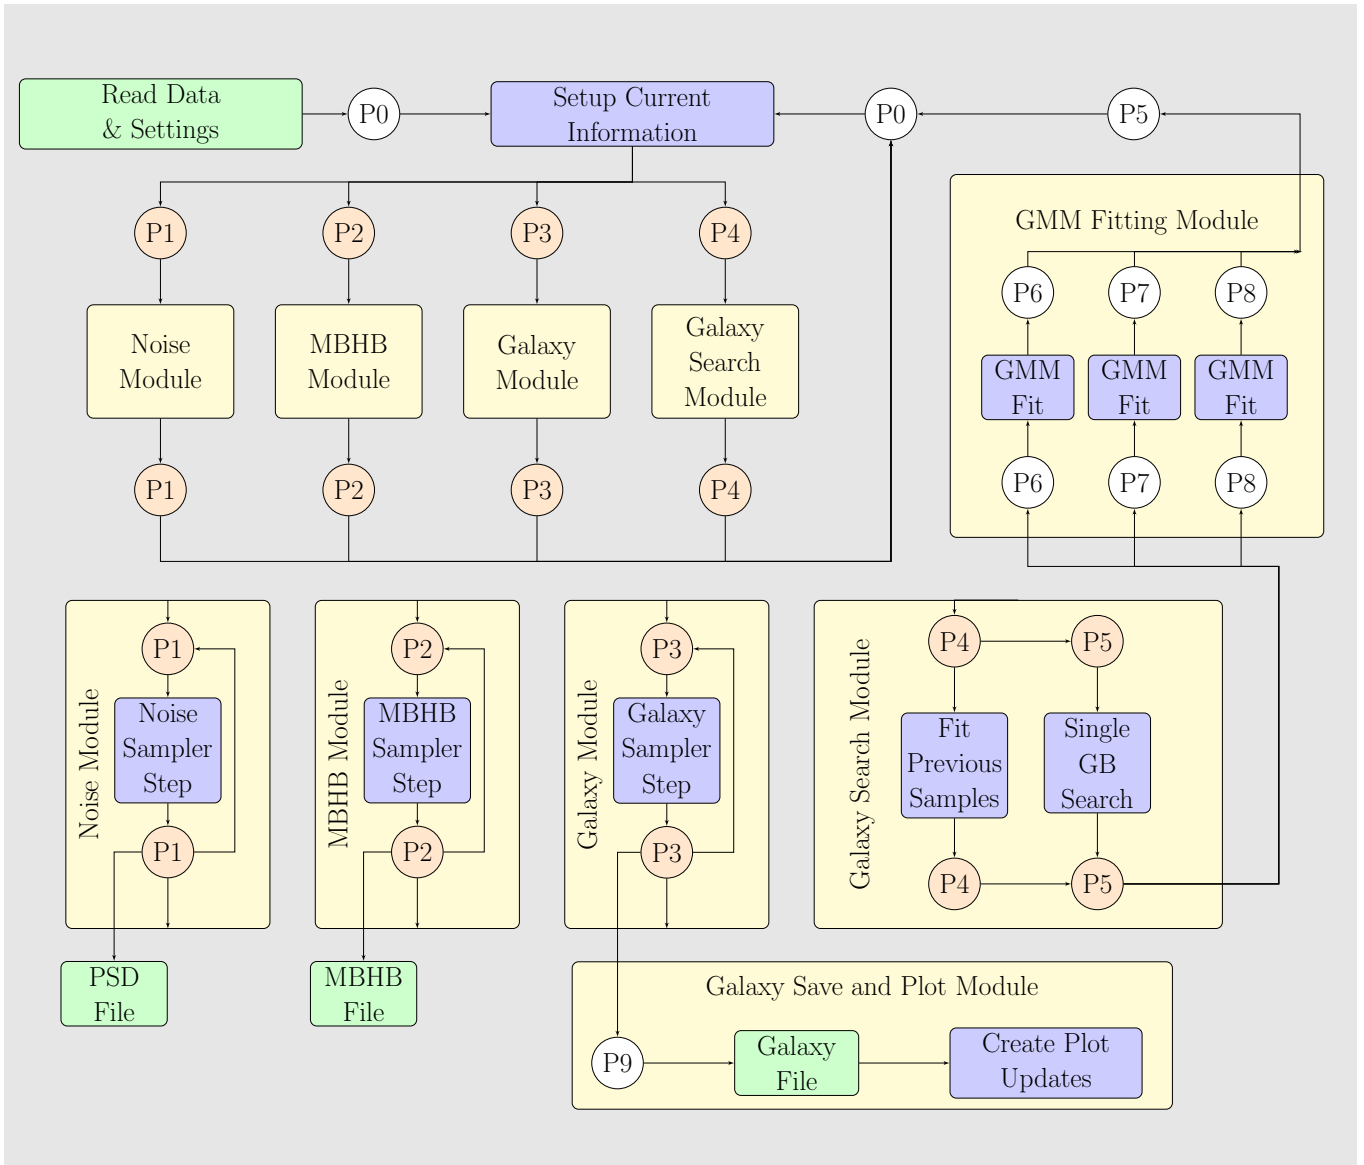 Read Data
& Settings
P0
Setup Current
Information
P0
P5
P1
P2
P3
P4
Noise
Module
MBHB
Module
Galaxy
Module
Galaxy
Search
Module
P1
P2
P3
P4
GMM Fitting Module
P6
P7
P8
GMM
Fit
GMM
Fit
GMM
Fit
P6
P7
P8
Noise Module
P1
Noise
Sampler
Step
P1
PSD
File
MBHB Module
P2
MBHB
Sampler
Step
P2
MBHB
File
Galaxy Module
P3
Galaxy
Sampler
Step
P3
Galaxy Search Module
P4
P5
Fit
Previous
Samples
Single
GB
Search
P4
P5
Galaxy Save and Plot Module
P9
Galaxy
File
Create Plot
Updates